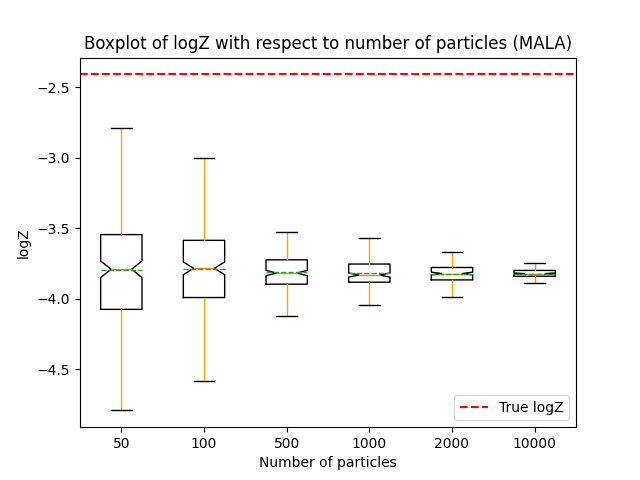 Boxplot of logZ with respect to number of particles (MALA)
logZ
−2.5
−3.0
−3.5
−4.0
−4.5
True logZ
50 100 500 1000 2000 10000
Number of particles